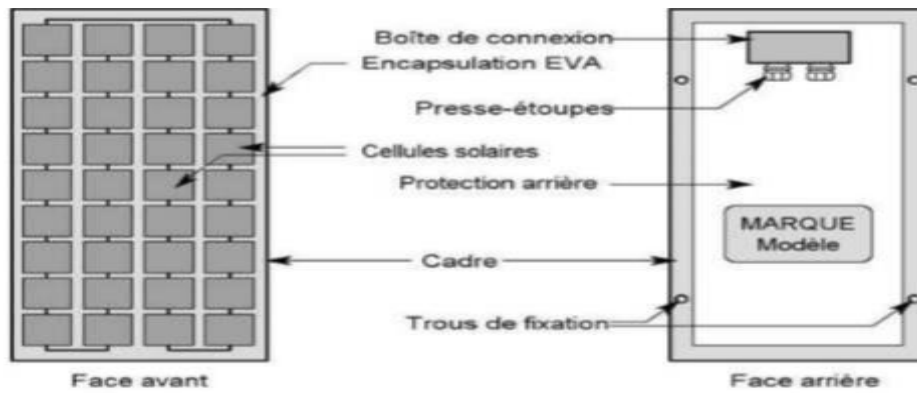 Boîte de connexion
Encapsulation EVA
Presse-étoupes
Cellules solaires
Protection arrière
MARQUE
Modèle
Cadre
Trous de fixation
Face avant
Face arrière